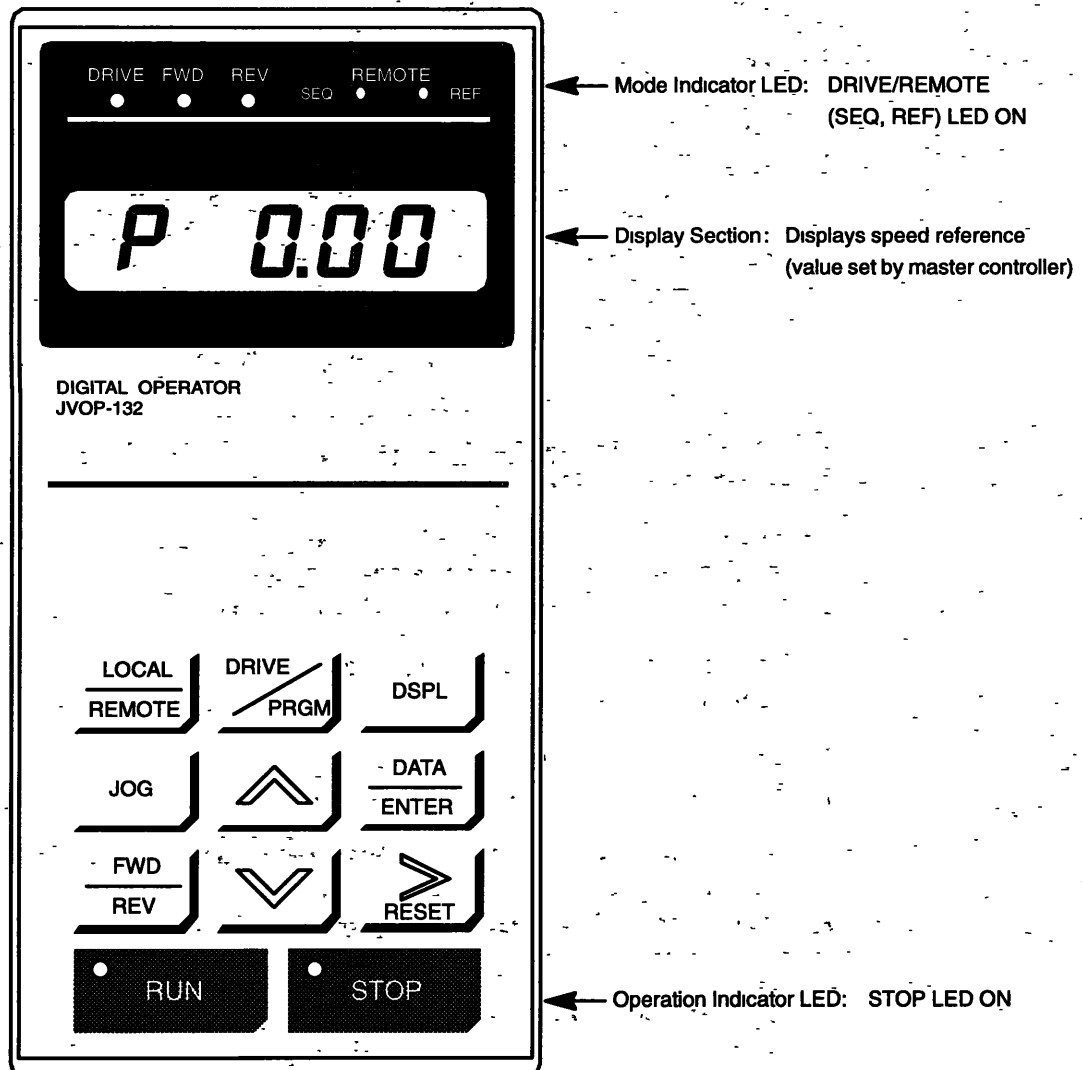 DRIVE FWD REV SEQ REMOTE REF
Mode Indicator LED: DRIVE/REMOTE
(SEQ, REF) LED ON
P 0.00
Display Section: Displays speed reference
(value set by master controller)
DIGITAL OPERATOR
JVOP-132
LOCAL
REMOTE
DRIVE
PRGM
DSPL
JOG
DATA
ENTER
FWD
REV
RESET
RUN
STOP
Operation Indicator LED: STOP LED ON